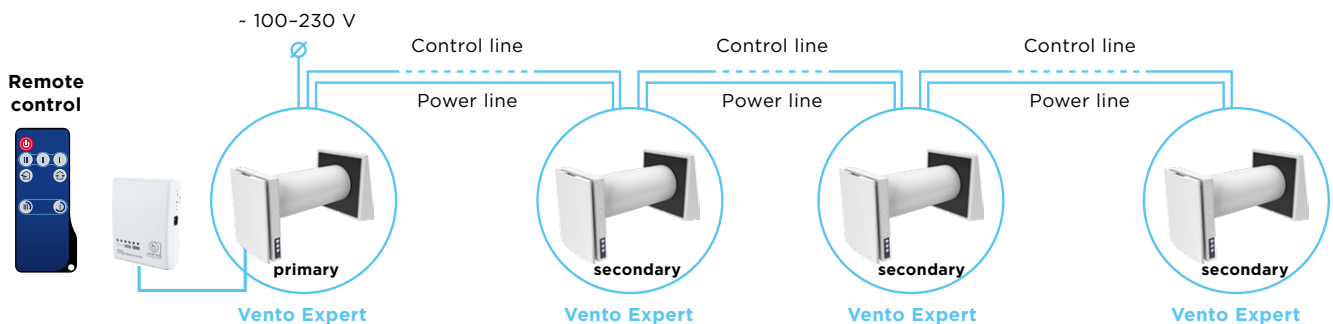 ~ 100–230 V
Control line
Control line
Control line
Remote
control
Power line
Power line
Power line
primary
secondary
secondary
secondary
Vento Expert
Vento Expert
Vento Expert
Vento Expert